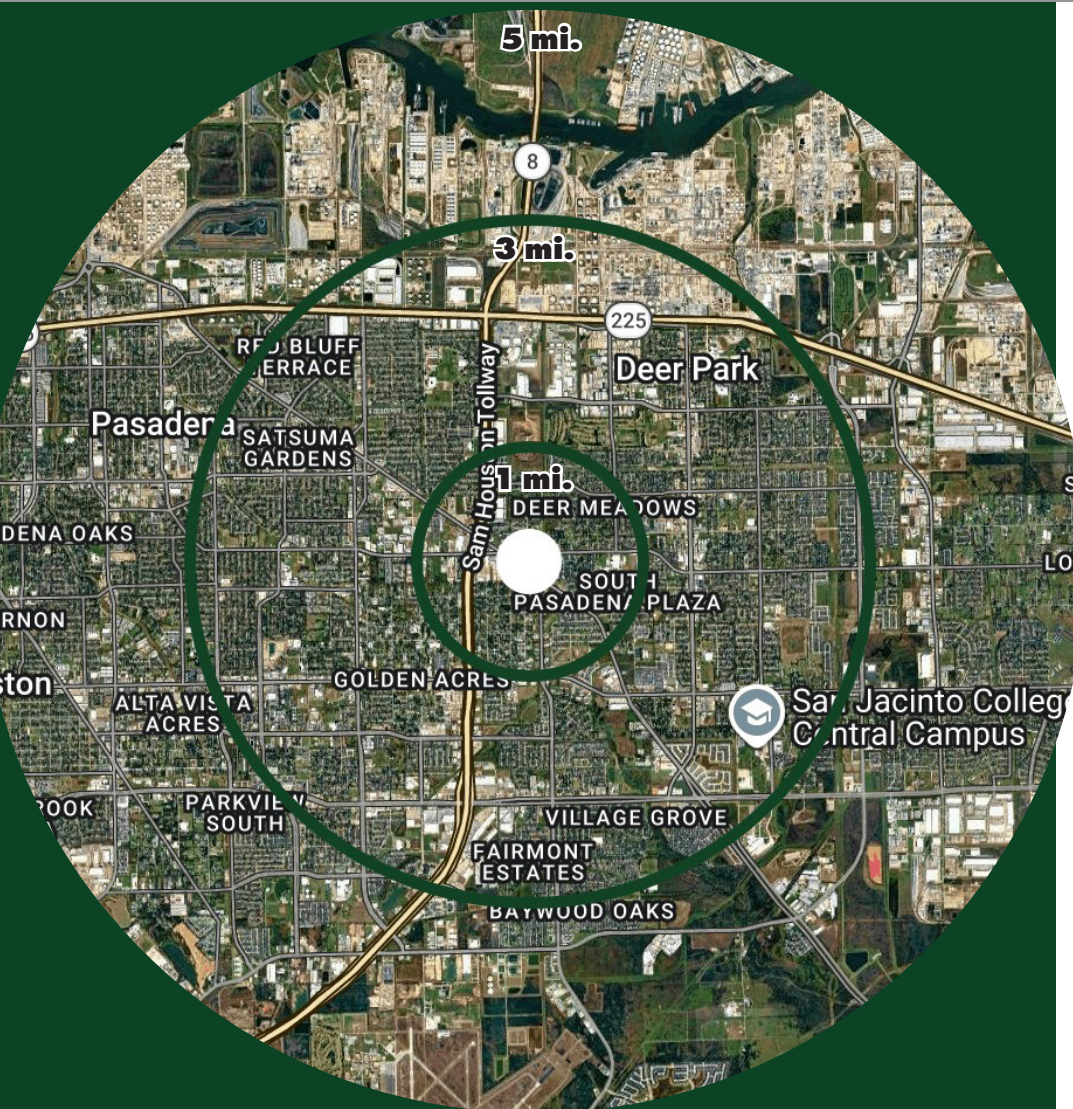 5 mi.
8
3 mi.
225
RED BLUFF
TERRACE
Deer Park
Pasadena
SATSUMA
GARDENS
Sam Houston Tollway
1 mi.
DEER MEADOWS
DENA OAKS
LO
SOUTH
PASADENA PLAZA
RNON
ston
GOLDEN ACRES
ALTA VISTA
ACRES
San Jacinto College
Central Campus
ROOK
PARKVIEW
SOUTH
VILLAGE GROVE
FAIRMONT
ESTATES
BAYWOOD OAKS